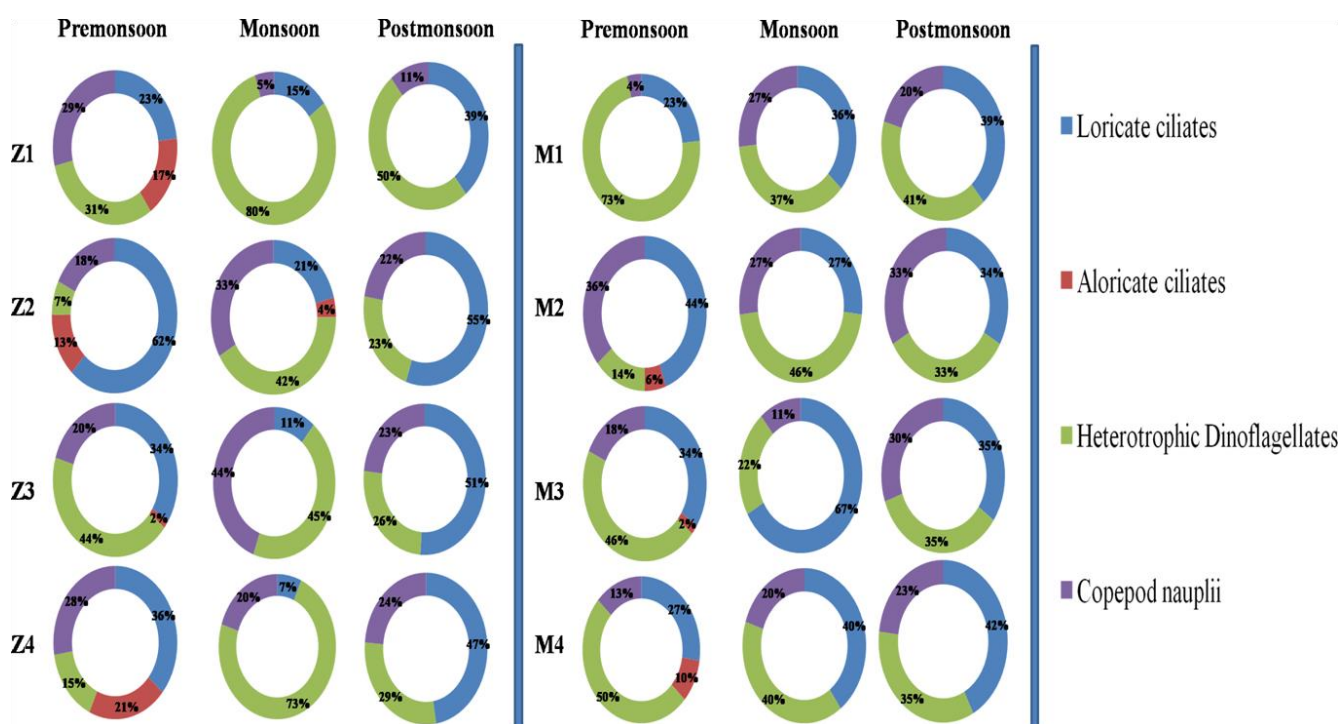 Premonsoon Monsoon Postmonsoon Premonsoon Monsoon Postmonsoon
Z1 29% 23% 17% 31% 5% 15% 80% 11% 39% 50% M1 4% 23% 73% 27% 36% 37% 20% 39% 41% Loricate ciliates
Z2 18% 7% 13% 62% 33% 21% 4% 42% 22% 55% 23% M2 36% 44% 14% 6% 27% 27% 46% 33% 34% 33% Aloricate ciliates
Z3 20% 34% 2% 44% 11% 44% 45% 23% 51% 26% M3 18% 34% 2% 46% 11% 22% 67% 30% 35% 35% Heterotrophic Dinoflagellates
Z4 28% 36% 15% 21% 7% 20% 73% 24% 47% 29% M4 13% 27% 10% 50% 20% 40% 40% 23% 42% 35% Copepod nauplii